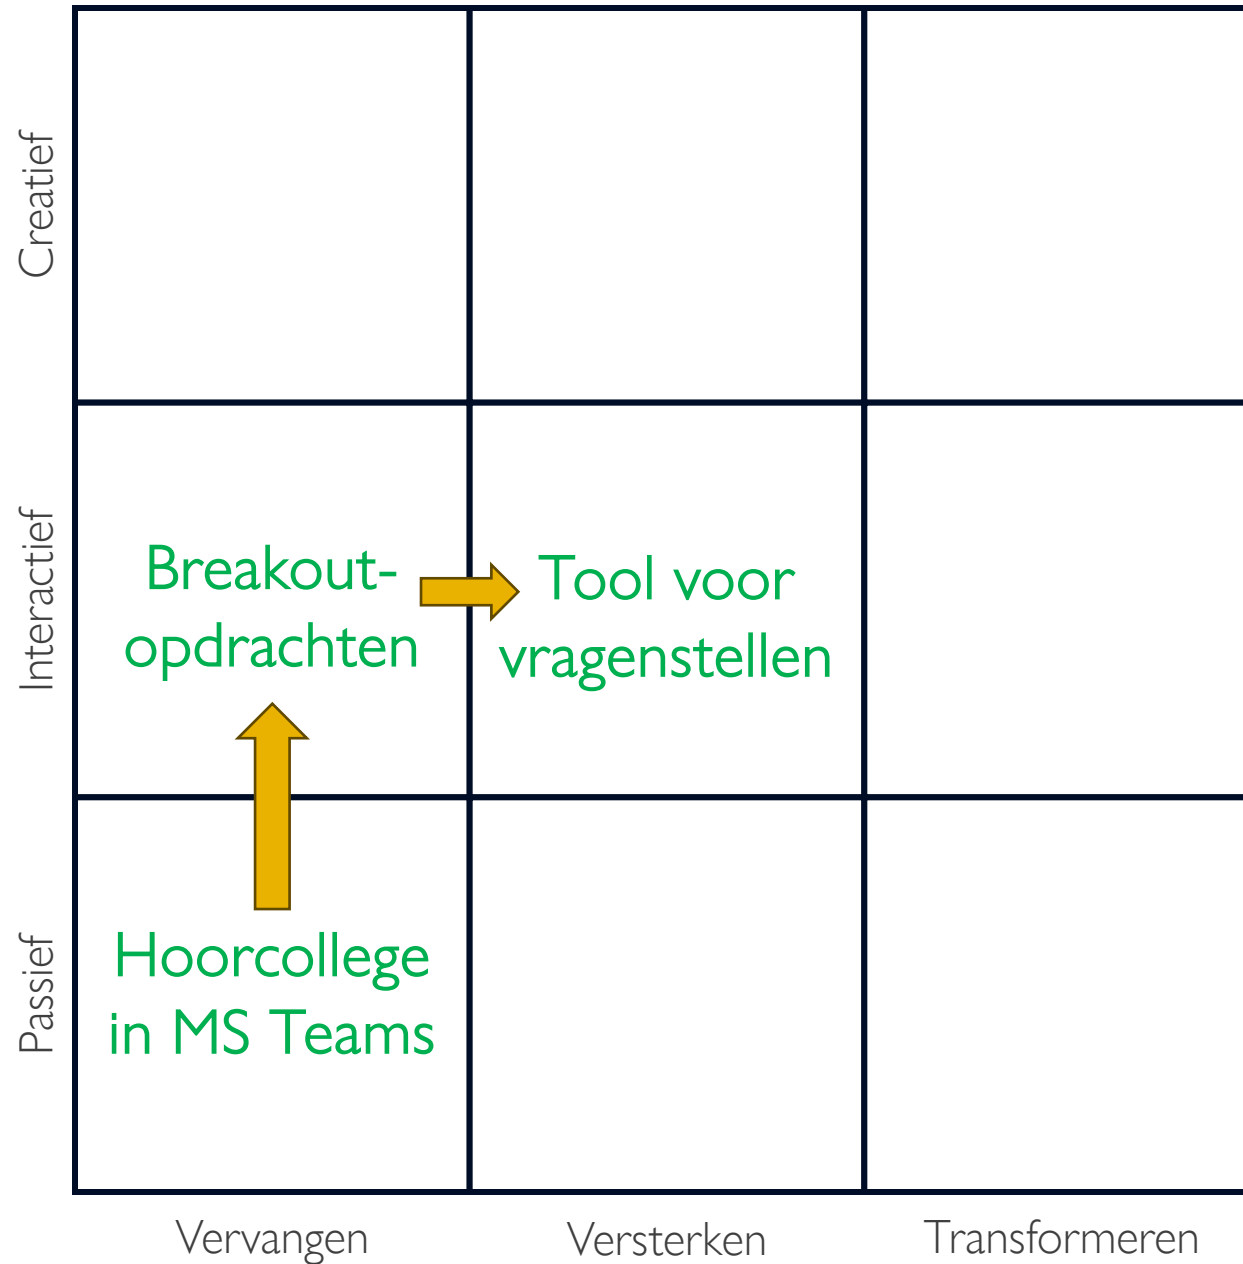 Creatief
Interactief
Breakout-
opdrachten
Tool voor
vragenstellen
Passief
Hoorcollege
in MS Teams
Vervangen
Versterken
Transformeren